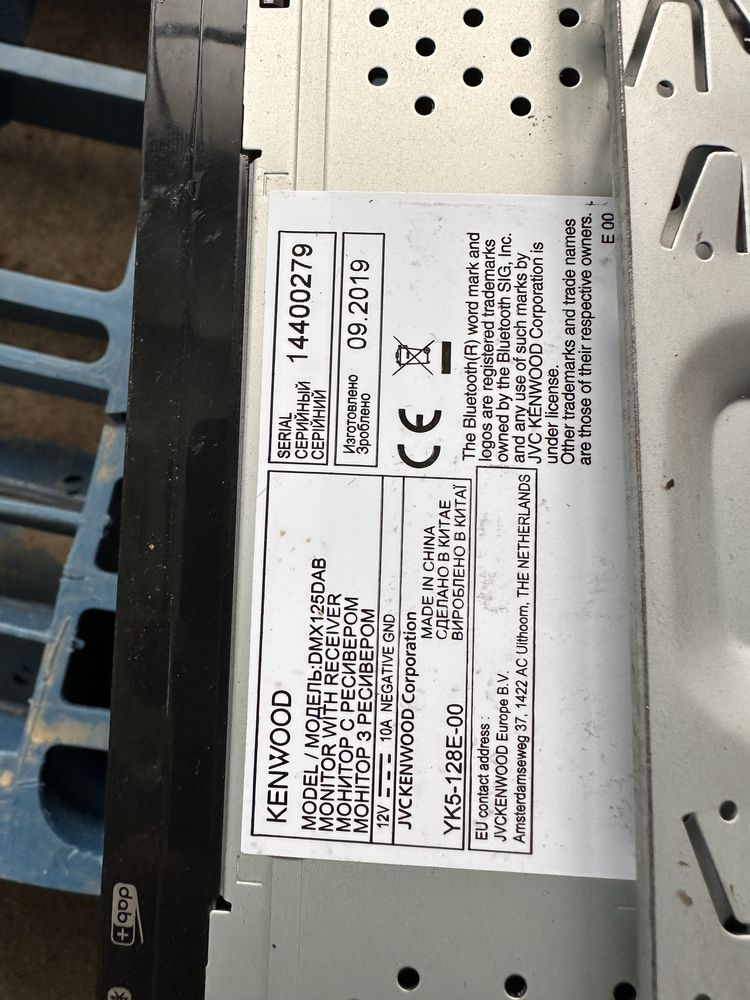 KENWOOD
MODEL / МОДЕЛЬ:DMX125DAB
MONITOR WITH RECEIVER
МОНИТОР С РЕСИВЕРОМ
МОНІТОР З РЕСИВЕРОМ
12V 10A NEGATIVE GND
JVCKENWOOD Corporation
MADE IN CHINA
СДЕЛАНО В КИТАЕ
ВИРОБЛЕНО В КИТАЇ
YK5-128E-00
EU contact address :
JVCKENWOOD Europe B.V.
Amsterdamseweg 37, 1422 AC Uithoorn, THE NETHERLANDS
SERIAL
СЕРИЙНЫЙ
СЕРІЙНИЙ
14400279
Изготовлено
Зроблено
09.2019
CE
The Bluetooth(R) word mark and
logos are registered trademarks
owned by the Bluetooth SIG, Inc.
and any use of such marks by
JVC KENWOOD Corporation is
under license.
Other trademarks and trade names
are those of their respective owners.
E 00
dab+